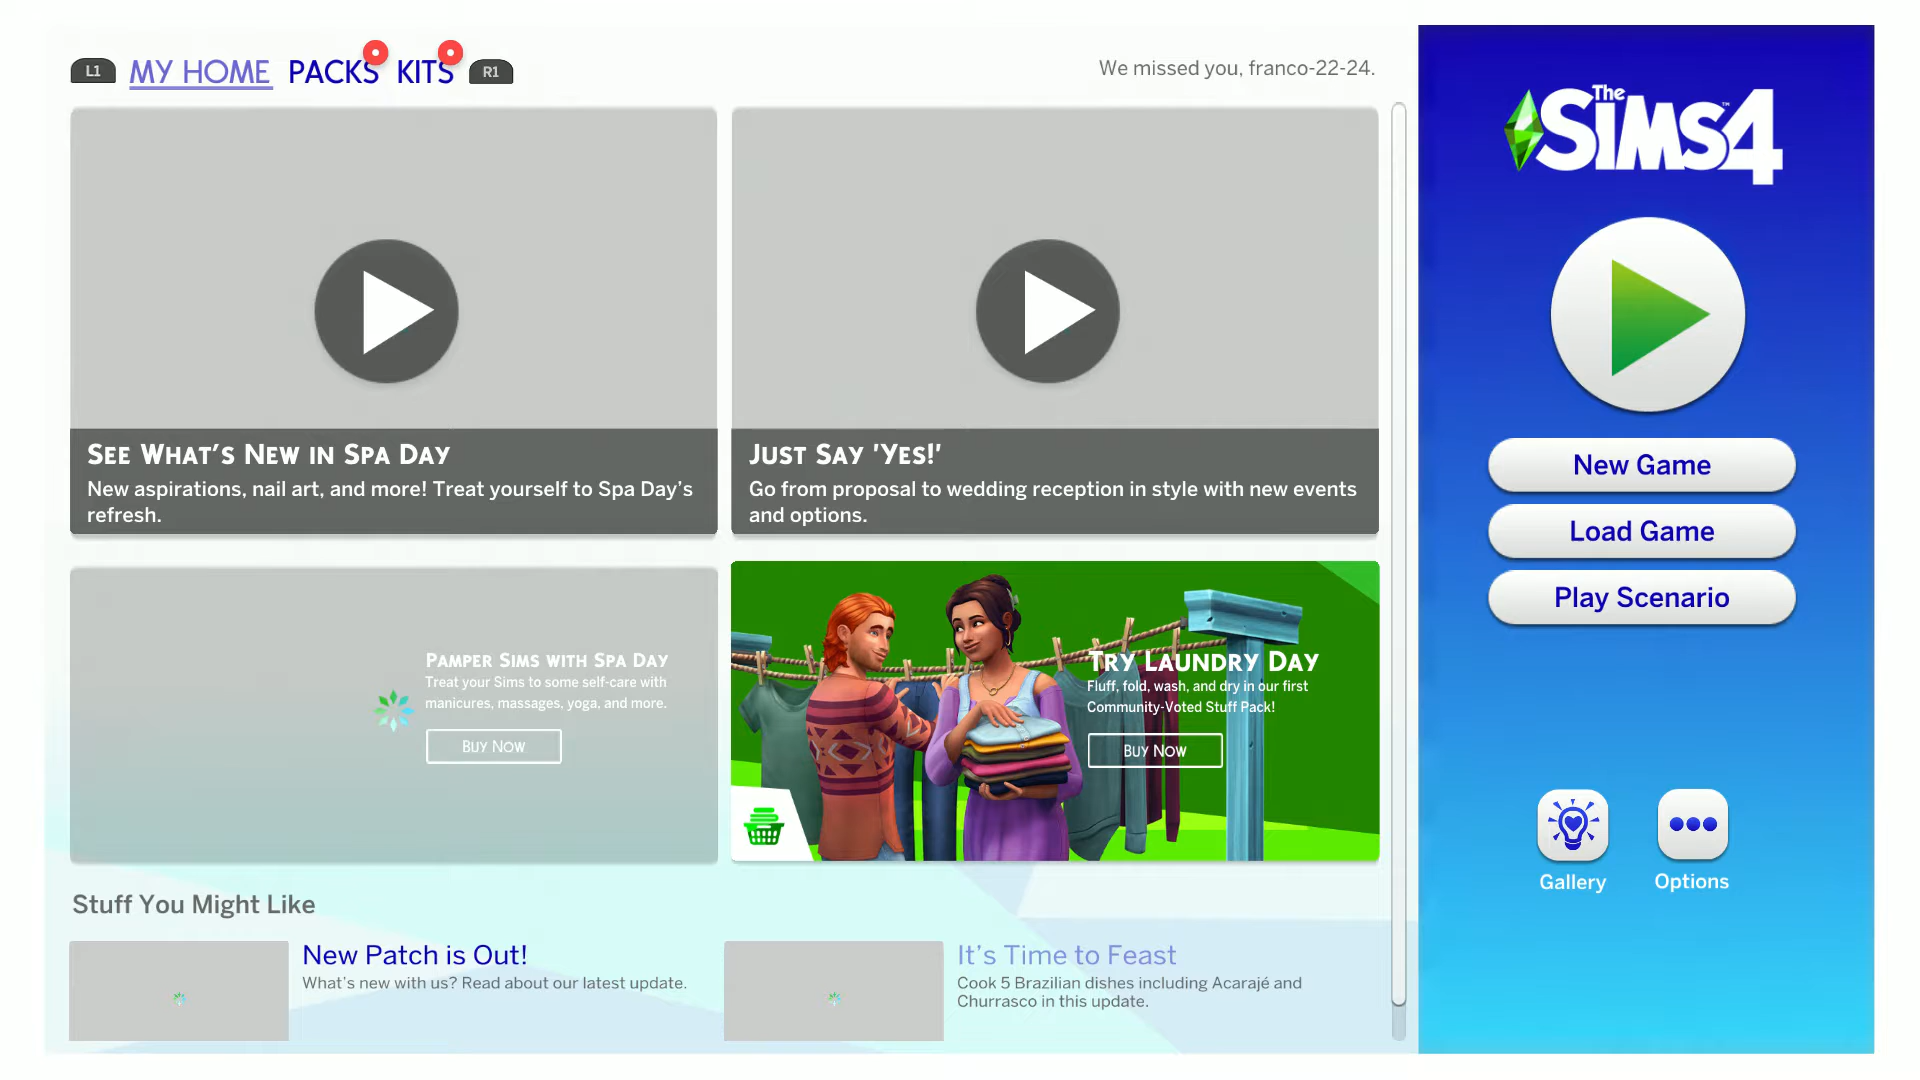 L1 MY HOME PACKS KITS R1
We missed you, franco-22-24.
SEE WHAT'S NEW IN SPA DAY
New aspirations, nail art, and more! Treat yourself to Spa Day's
refresh.
JUST SAY 'YES!'
Go from proposal to wedding reception in style with new events
and options.
PAMPER SIMS WITH SPA DAY
Treat your Sims to some self-care with
manicures, massages, yoga, and more.
BUY NOW
TRY LAUNDRY DAY
Fluff, fold, wash, and dry in our first
Community-Voted Stuff Pack!
BUY NOW
Stuff You Might Like
New Patch is Out!
What's new with us? Read about our latest update.
It's Time to Feast
Cook 5 Brazilian dishes including Acarajé and
Churrasco in this update.
The SIMS 4
New Game
Load Game
Play Scenario
Gallery
Options